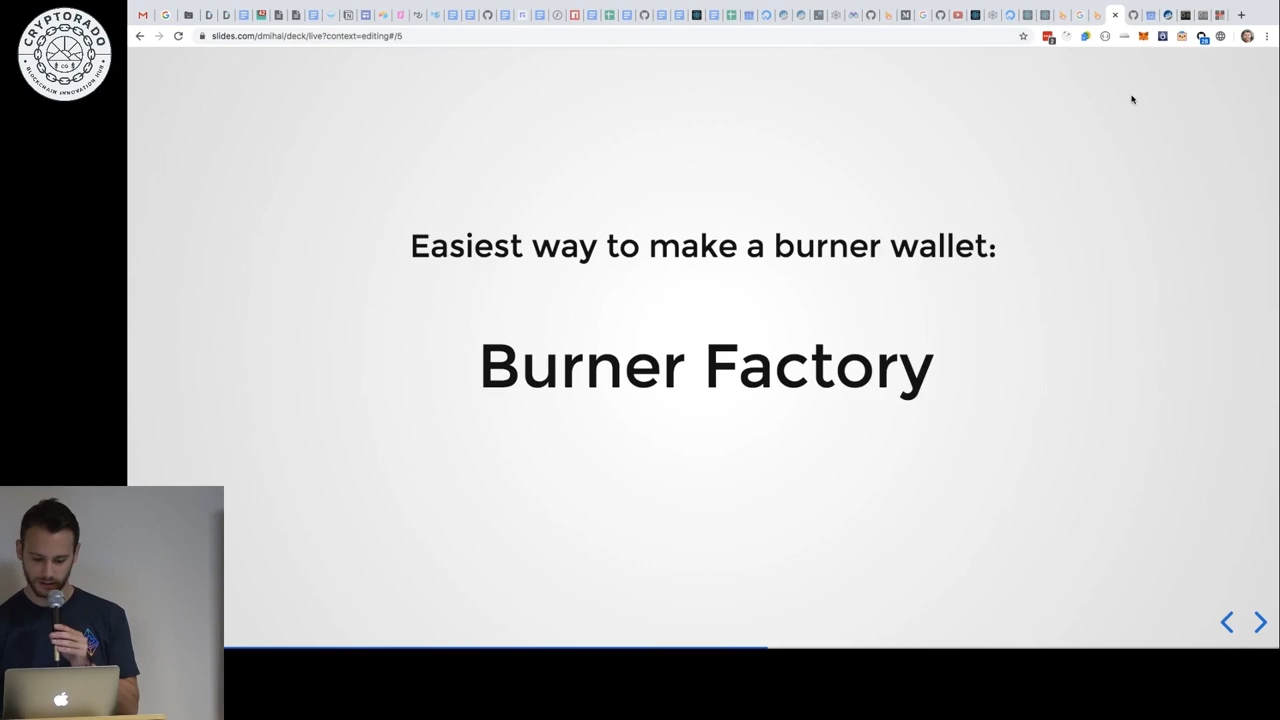 CRYPTORADO
CO
BLOCKCHAIN INNOVATION HUB
slides.com/dmihal/deck/live?context=editing#/5
Easiest way to make a burner wallet:
Burner Factory